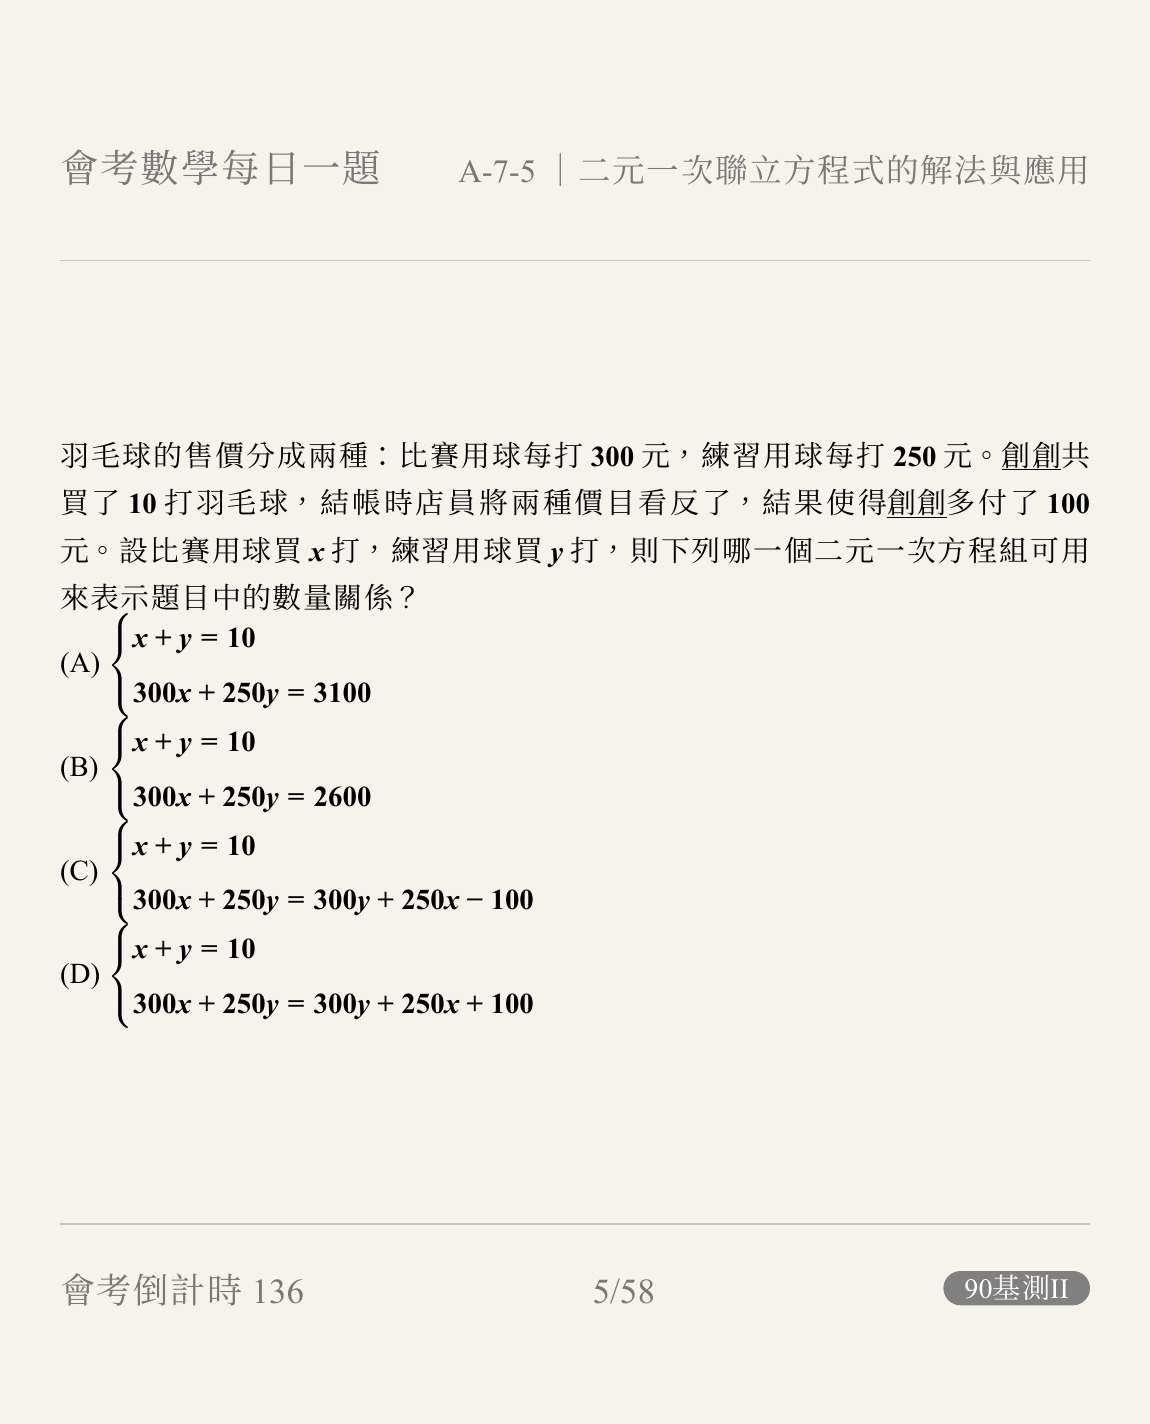 會考數學每日一題
A-7-5 | 二元一次聯立方程式的解法與應用
羽毛球的售價分成兩種：比賽用球每打 300 元，練習用球每打 250 元。創創共
買了 10 打羽毛球，結帳時店員將兩種價目看反了，結果使得創創多付了 100
元。設比賽用球買 x 打，練習用球買 y 打，則下列哪一個二元一次方程組可用
來表示題目中的數量關係？
(A) { x + y = 10
300x + 250y = 3100
(B) { x + y = 10
300x + 250y = 2600
(C) { x + y = 10
300x + 250y = 300y + 250x − 100
(D) { x + y = 10
300x + 250y = 300y + 250x + 100
會考倒計時 136
5/58
90基測II